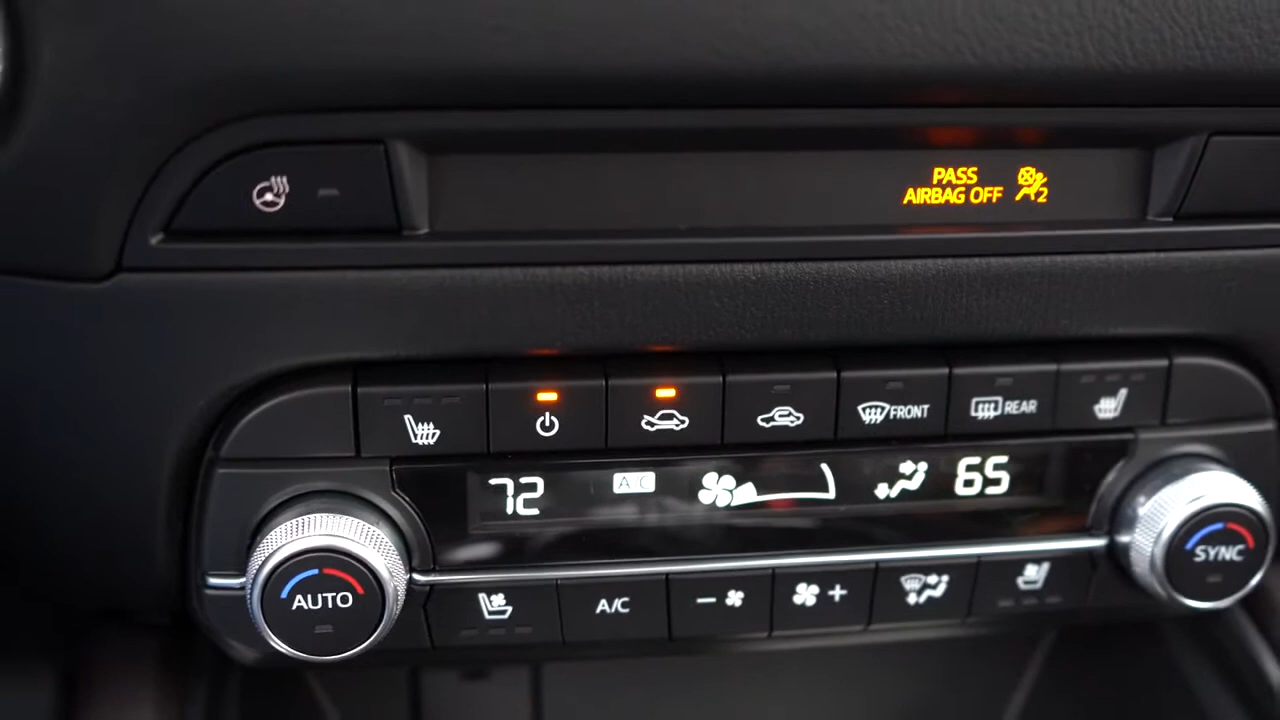 PASS
AIRBAG OFF 2
FRONT
REAR
72 A/C 65
AUTO
SYNC
A/C
- +